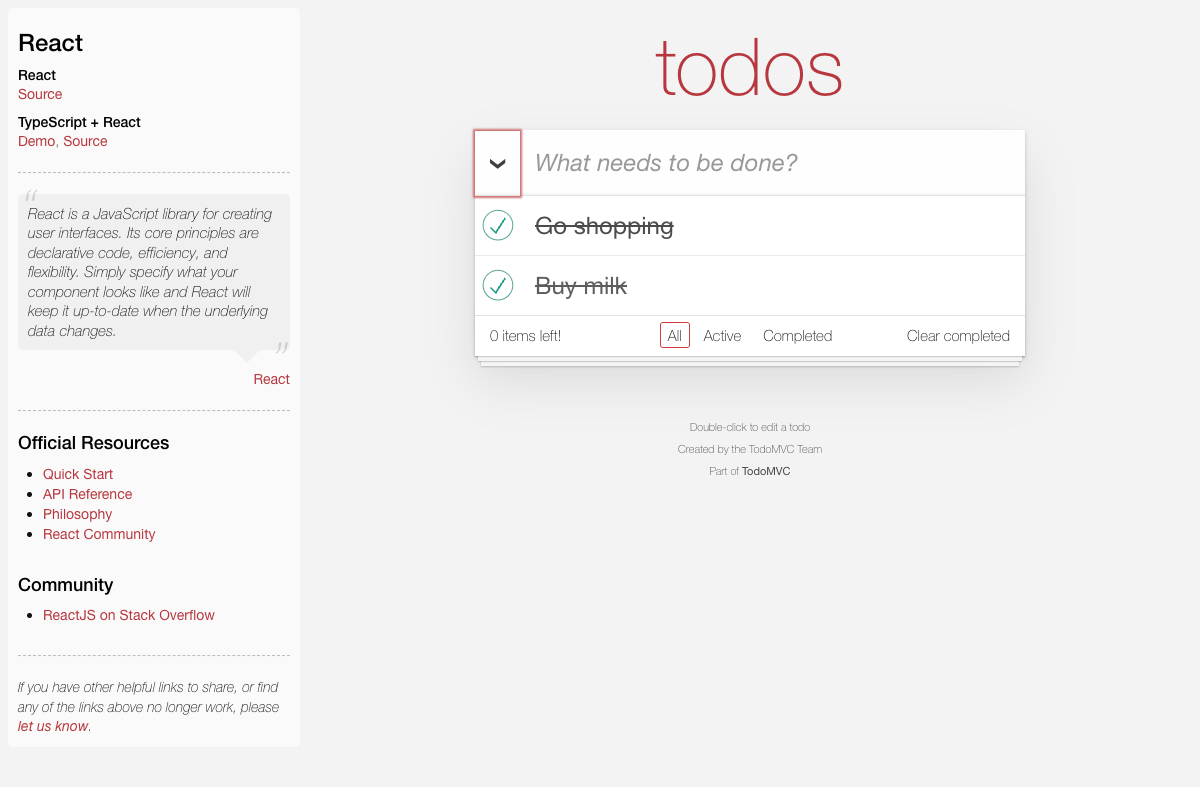 React
React
Source
TypeScript + React
Demo, Source
“
React is a JavaScript library for creating
user interfaces. Its core principles are
declarative code, efficiency, and
flexibility. Simply specify what your
component looks like and React will
keep it up-to-date when the underlying
data changes.
”
React
Official Resources
Quick Start
API Reference
Philosophy
React Community
Community
ReactJS on Stack Overflow
If you have other helpful links to share, or find
any of the links above no longer work, please
let us know.
todos
What needs to be done?
Go shopping
Buy milk
0 items left!
All
Active
Completed
Clear completed
Double-click to edit a todo
Created by the TodoMVC Team
Part of TodoMVC